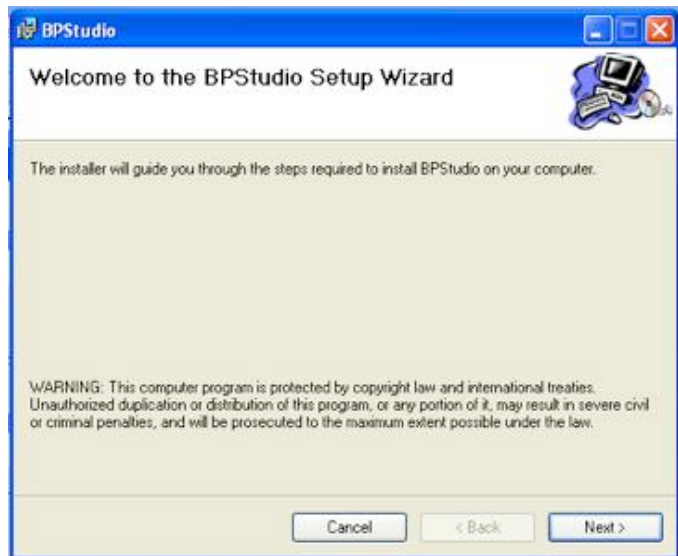 BPStudio
Welcome to the BPStudio Setup Wizard
The installer will guide you through the steps required to install BPStudio on your computer.
WARNING: This computer program is protected by copyright law and international treaties.
Unauthorized duplication or distribution of this program, or any portion of it, may result in severe civil
or criminal penalties, and will be prosecuted to the maximum extent possible under the law.
Cancel
< Back
Next >